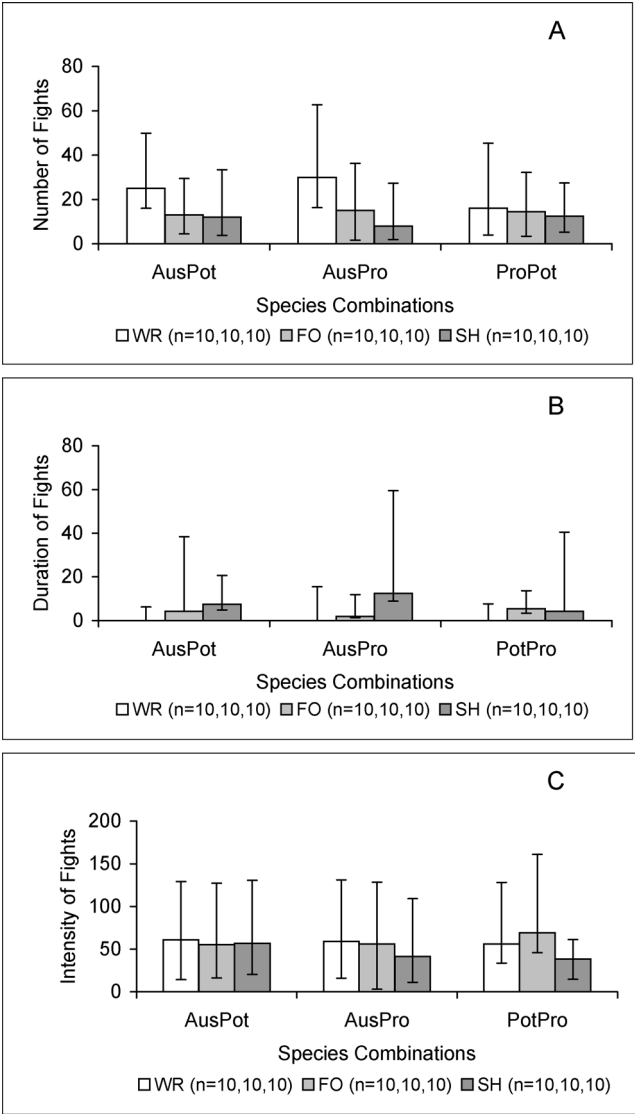 A
Number of Fights
80
60
40
20
0
AusPot AusPro ProPot
Species Combinations
WR (n=10,10,10) FO (n=10,10,10) SH (n=10,10,10)
B
Duration of Fights
80
60
40
20
0
AusPot AusPro PotPro
Species Combinations
WR (n=10,10,10) FO (n=10,10,10) SH (n=10,10,10)
C
Intensity of Fights
200
150
100
50
0
AusPot AusPro PotPro
Species Combinations
WR (n=10,10,10) FO (n=10,10,10) SH (n=10,10,10)